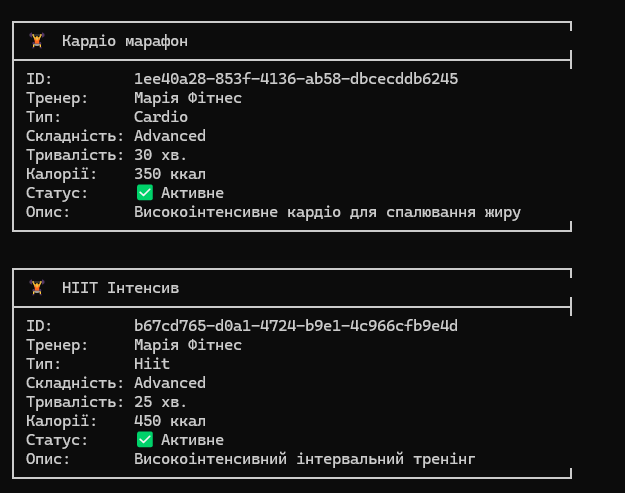 🏋 Кардіо марафон
ID: 1ee40a28-853f-4136-ab58-dbcecddb6245
Тренер: Марія Фітнес
Тип: Cardio
Складність: Advanced
Тривалість: 30 хв.
Калорії: 350 ккал
Статус: ✅ Активне
Опис: Високоінтенсивне кардіо для спалювання жиру
🏋 HIIT Інтенсив
ID: b67cd765-d0a1-4724-b9e1-4c966cfb9e4d
Тренер: Марія Фітнес
Тип: Hiit
Складність: Advanced
Тривалість: 25 хв.
Калорії: 450 ккал
Статус: ✅ Активне
Опис: Високоінтенсивний інтервальний тренінг